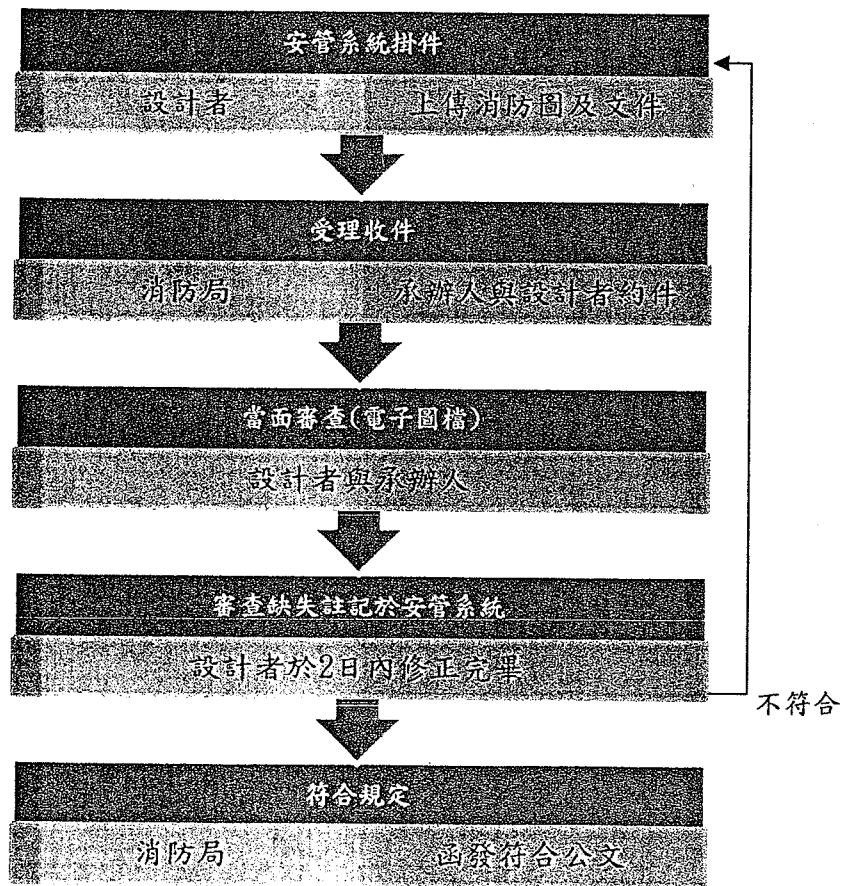 安管系統掛件
設計者 上傳消防圖及文件
受理收件
消防局 承辦人與設計者約件
當面審查(電子圖檔)
設計者與承辦人
審查缺失註記於安管系統
設計者於2日內修正完畢
不符合
符合規定
消防局 函發符合公文